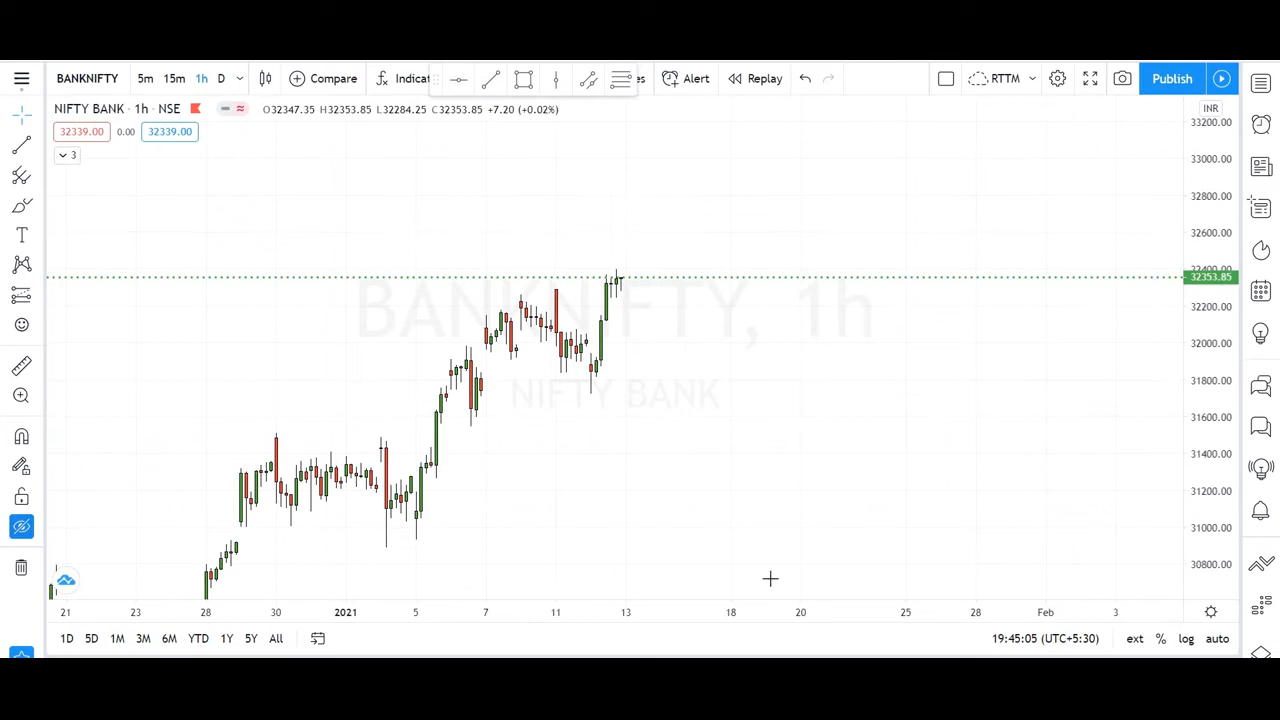 BANKNIFTY 5m 15m 1h D Compare Indicat es Alert Replay RTTM Publish
NIFTY BANK · 1h · NSE O32347.35 H32353.85 L32284.25 C32353.85 +7.20 (+0.02%) INR
32339.00 0.00 32339.00
3
33200.00
33000.00
32800.00
32600.00
32400.00
32353.85
32200.00
32000.00
31800.00
31600.00
31400.00
31200.00
31000.00
30800.00
BANKNIFTY, 1h
NIFTY BANK
21 23 28 30 2021 5 7 11 13 18 20 25 28 Feb 3
1D 5D 1M 3M 6M YTD 1Y 5Y All 19:45:05 (UTC+5:30) ext % log auto